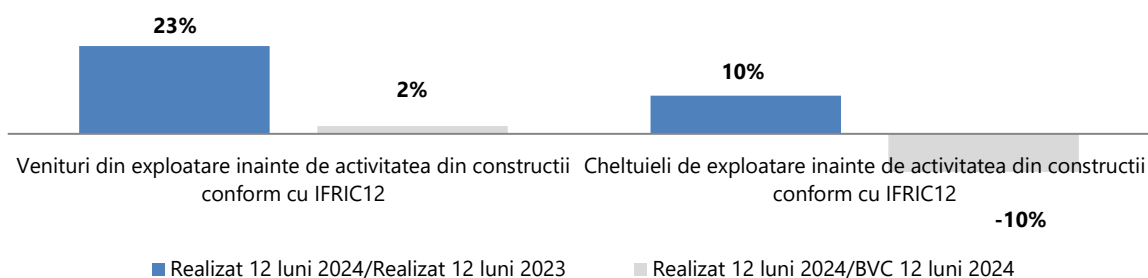 23%
2%
10%
Venituri din exploatare inainte de activitatea din constructii
conform cu IFRIC12
Cheltuieli de exploatare inainte de activitatea din constructii
conform cu IFRIC12
-10%
Realizat 12 luni 2024/Realizat 12 luni 2023
Realizat 12 luni 2024/BVC 12 luni 2024